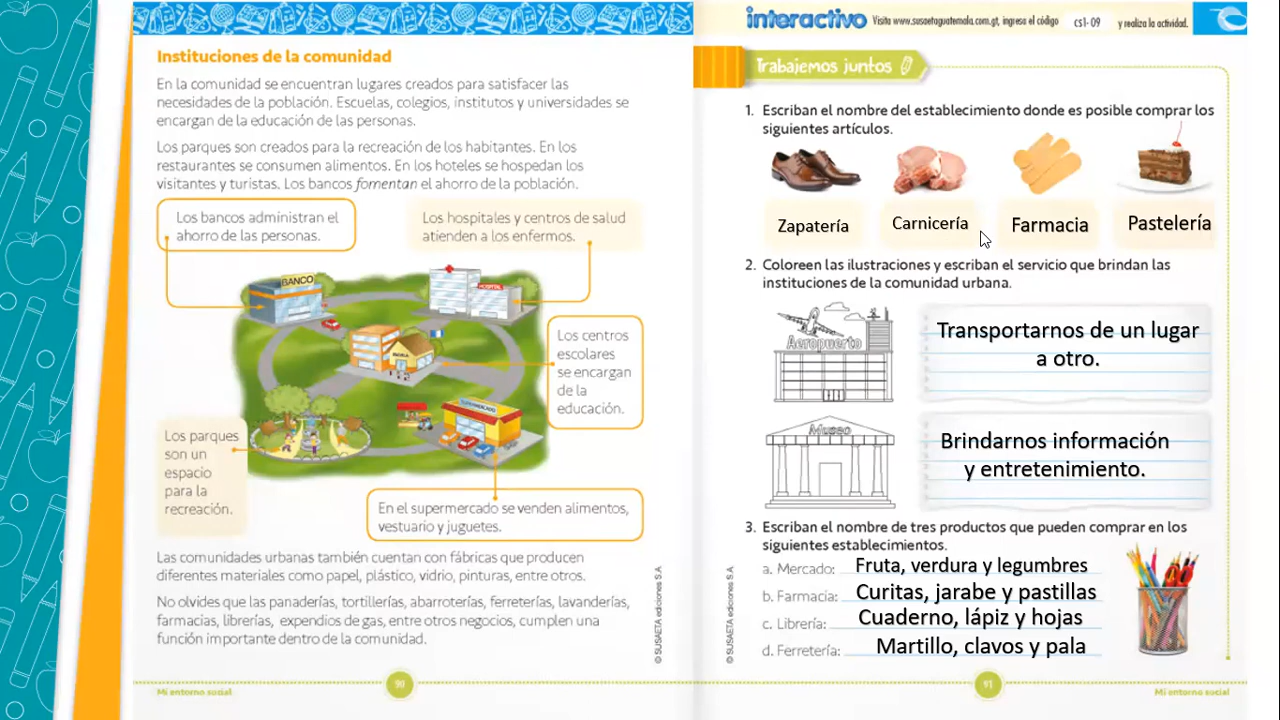 Instituciones de la comunidad
En la comunidad se encuentran lugares creados para satisfacer las
necesidades de la población. Escuelas, colegios, institutos y universidades se
encargan de la educación de las personas.
Los parques son creados para la recreación de los habitantes. En los
restaurantes se consumen alimentos. En los hoteles se hospedan los
visitantes y turistas. Los bancos fomentan el ahorro de la población.
Los bancos administran el
ahorro de las personas.
Los hospitales y centros de salud
atienden a los enfermos.
BANCO
HOSPITAL
ESCUELA
SUPERMERCADO
Los centros
escolares
se encargan
de la
educación.
Los parques
son un
espacio
para la
recreación.
En el supermercado se venden alimentos,
vestuario y juguetes.
Las comunidades urbanas también cuentan con fábricas que producen
diferentes materiales como papel, plástico, vidrio, pinturas, entre otros.
No olvides que las panaderías, tortillerías, abarroterías, ferreterías, lavanderías,
farmacias, librerías, expendios de gas, entre otros negocios, cumplen una
función importante dentro de la comunidad.
© SUSAETA ediciones S.A
Mi entorno social
90
interactivo Visita www.susaetaguatemala.com.gt, ingresa el código cs1-09 y realiza la actividad.
Trabajemos juntos
1. Escriban el nombre del establecimiento donde es posible comprar los
siguientes artículos.
Zapatería Carnicería Farmacia Pastelería
2. Coloreen las ilustraciones y escriban el servicio que brindan las
instituciones de la comunidad urbana.
Aeropuerto
Transportarnos de un lugar
a otro.
Museo
Brindarnos información
y entretenimiento.
3. Escriban el nombre de tres productos que pueden comprar en los
siguientes establecimientos.
a. Mercado: Fruta, verdura y legumbres
b. Farmacia: Curitas, jarabe y pastillas
c. Librería: Cuaderno, lápiz y hojas
d. Ferretería: Martillo, clavos y pala
© SUSAETA ediciones S.A
91
Mi entorno social